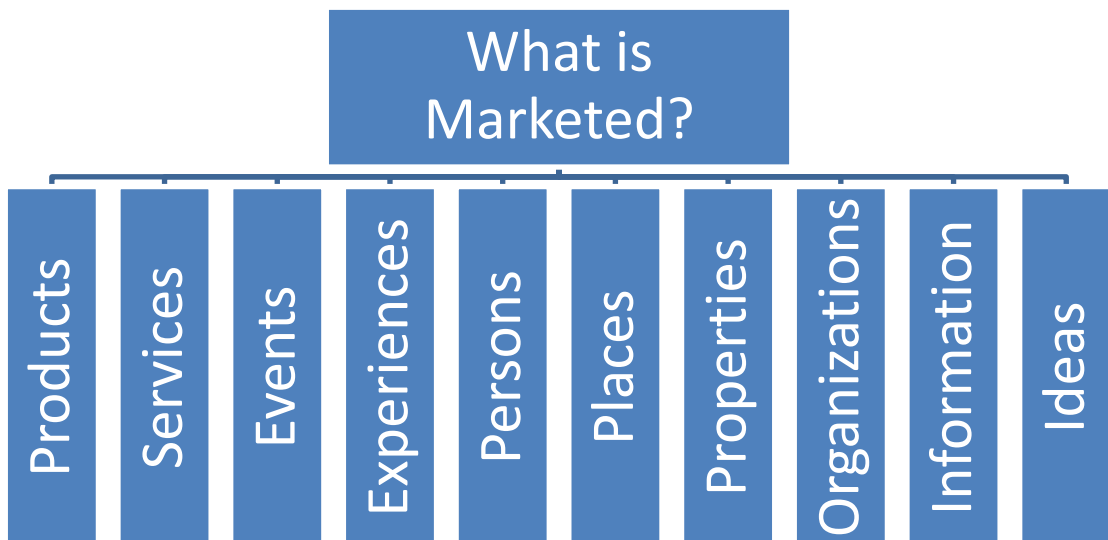 What is
Marketed?
Products
Services
Events
Experiences
Persons
Places
Properties
Organizations
Information
Ideas